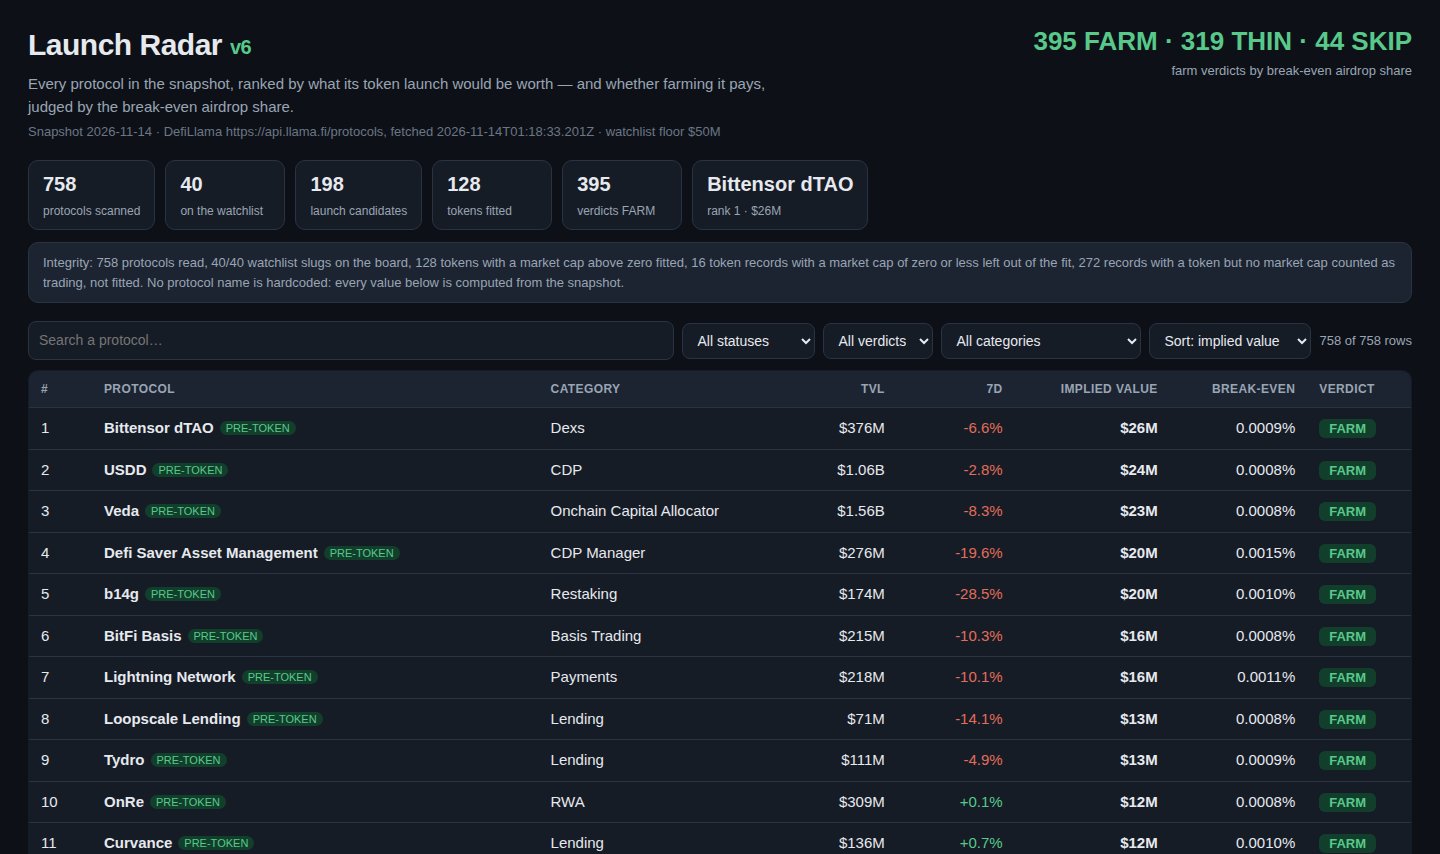 Launch Radar v6
395 FARM · 319 THIN · 44 SKIP
farm verdicts by break-even airdrop share
Every protocol in the snapshot, ranked by what its token launch would be worth — and whether farming it pays,
judged by the break-even airdrop share.
Snapshot 2026-11-14 · DefiLlama https://api.llama.fi/protocols, fetched 2026-11-14T01:18:33.201Z · watchlist floor $50M
758 40 198 128 395 Bittensor dTAO
protocols scanned on the watchlist launch candidates tokens fitted verdicts FARM rank 1 · $26M
Integrity: 758 protocols read, 40/40 watchlist slugs on the board, 128 tokens with a market cap above zero fitted, 16 token records with a market cap of zero or less left out of the fit, 272 records with a token but no market cap counted as
trading, not fitted. No protocol name is hardcoded: every value below is computed from the snapshot.
Search a protocol… All statuses All verdicts All categories Sort: implied value 758 of 758 rows
# PROTOCOL CATEGORY TVL 7D IMPLIED VALUE BREAK-EVEN VERDICT
1 Bittensor dTAO PRE-TOKEN Dexs $376M -6.6% $26M 0.0009% FARM
2 USDD PRE-TOKEN CDP $1.06B -2.8% $24M 0.0008% FARM
3 Veda PRE-TOKEN Onchain Capital Allocator $1.56B -8.3% $23M 0.0008% FARM
4 Defi Saver Asset Management PRE-TOKEN CDP Manager $276M -19.6% $20M 0.0015% FARM
5 b14g PRE-TOKEN Restaking $174M -28.5% $20M 0.0010% FARM
6 BitFi Basis PRE-TOKEN Basis Trading $215M -10.3% $16M 0.0008% FARM
7 Lightning Network PRE-TOKEN Payments $218M -10.1% $16M 0.0011% FARM
8 Loopscale Lending PRE-TOKEN Lending $71M -14.1% $13M 0.0008% FARM
9 Tydro PRE-TOKEN Lending $111M -4.9% $13M 0.0009% FARM
10 OnRe PRE-TOKEN RWA $309M +0.1% $12M 0.0008% FARM
11 Curvance PRE-TOKEN Lending $136M +0.7% $12M 0.0010% FARM